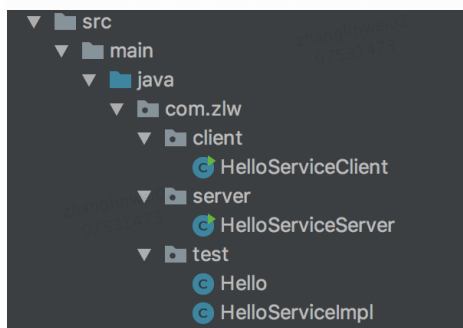 src
main
java
com.zlw
client
HelloServiceClient
server
HelloServiceServer
test
Hello
HelloServiceImpl